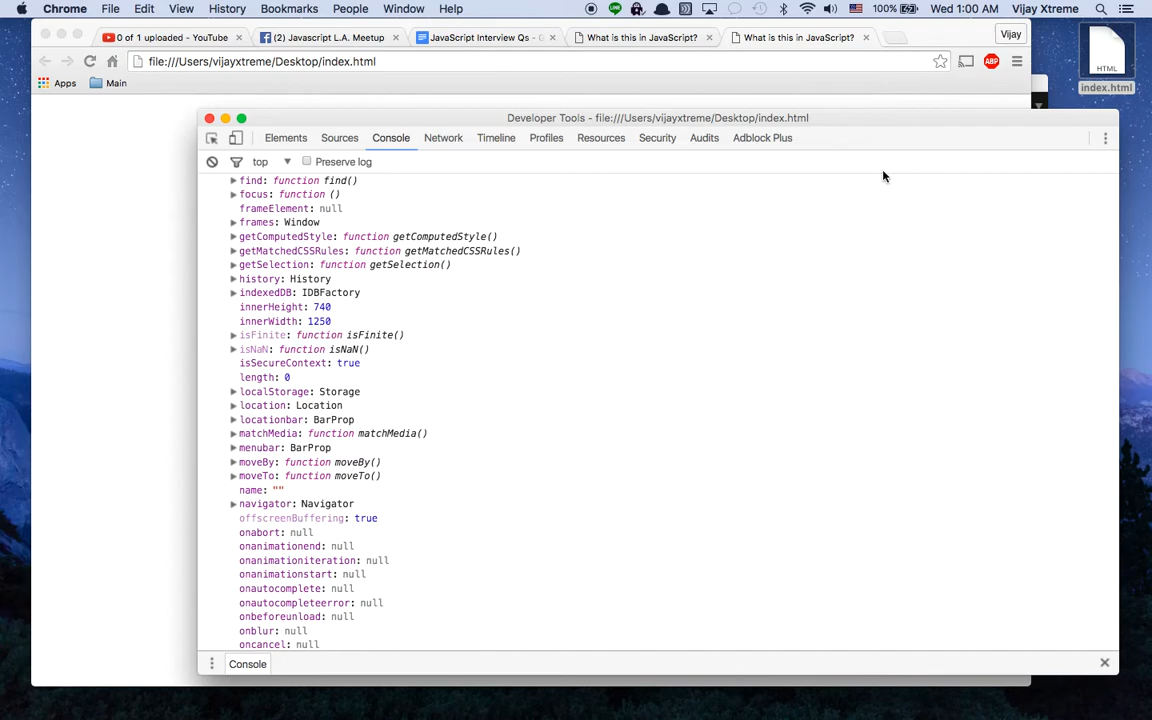 Chrome File Edit View History Bookmarks People Window Help 100% Wed 1:00 AM Vijay Xtreme
0 of 1 uploaded - YouTube (2) Javascript L.A. Meetup JavaScript Interview Qs - G What is this in JavaScript? What is this in JavaScript? Vijay
file:///Users/vijayxtreme/Desktop/index.html ABP
Apps Main
HTML
index.html
Developer Tools - file:///Users/vijayxtreme/Desktop/index.html
Elements Sources Console Network Timeline Profiles Resources Security Audits Adblock Plus
top Preserve log
find: function find()
focus: function ()
frameElement: null
frames: Window
getComputedStyle: function getComputedStyle()
getMatchedCSSRules: function getMatchedCSSRules()
getSelection: function getSelection()
history: History
indexedDB: IDBFactory
innerHeight: 740
innerWidth: 1250
isFinite: function isFinite()
isNaN: function isNaN()
isSecureContext: true
length: 0
localStorage: Storage
location: Location
locationbar: BarProp
matchMedia: function matchMedia()
menubar: BarProp
moveBy: function moveBy()
moveTo: function moveTo()
name: ""
navigator: Navigator
offscreenBuffering: true
onabort: null
onanimationend: null
onanimationiteration: null
onanimationstart: null
onautocomplete: null
onautocompleteerror: null
onbeforeunload: null
onblur: null
oncancel: null
Console